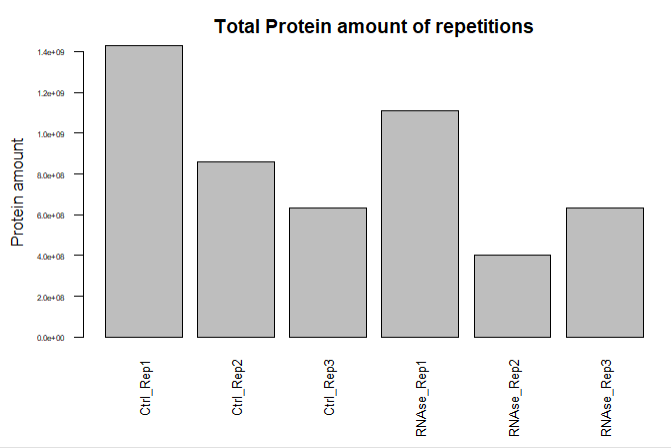 Total Protein amount of repetitions
Protein amount
1.4e+09
1.2e+09
1.0e+09
8.0e+08
6.0e+08
4.0e+08
2.0e+08
0.0e+00
Ctrl_Rep1
Ctrl_Rep2
Ctrl_Rep3
RNAse_Rep1
RNAse_Rep2
RNAse_Rep3